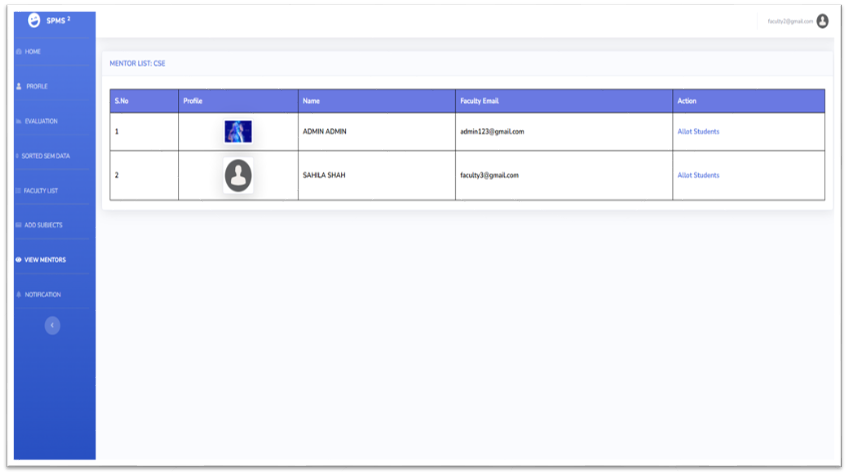 SPMS 2
faculty2@gmail.com
HOME
PROFILE
EVALUATION
SORTED SEM DATA
FACULTY LIST
ADD SUBJECTS
VIEW MENTORS
NOTIFICATION
MENTOR LIST: CSE
S.No Profile Name Faculty Email Action
1 ADMIN ADMIN admin123@gmail.com Allot Students
2 SAHILA SHAH faculty3@gmail.com Allot Students